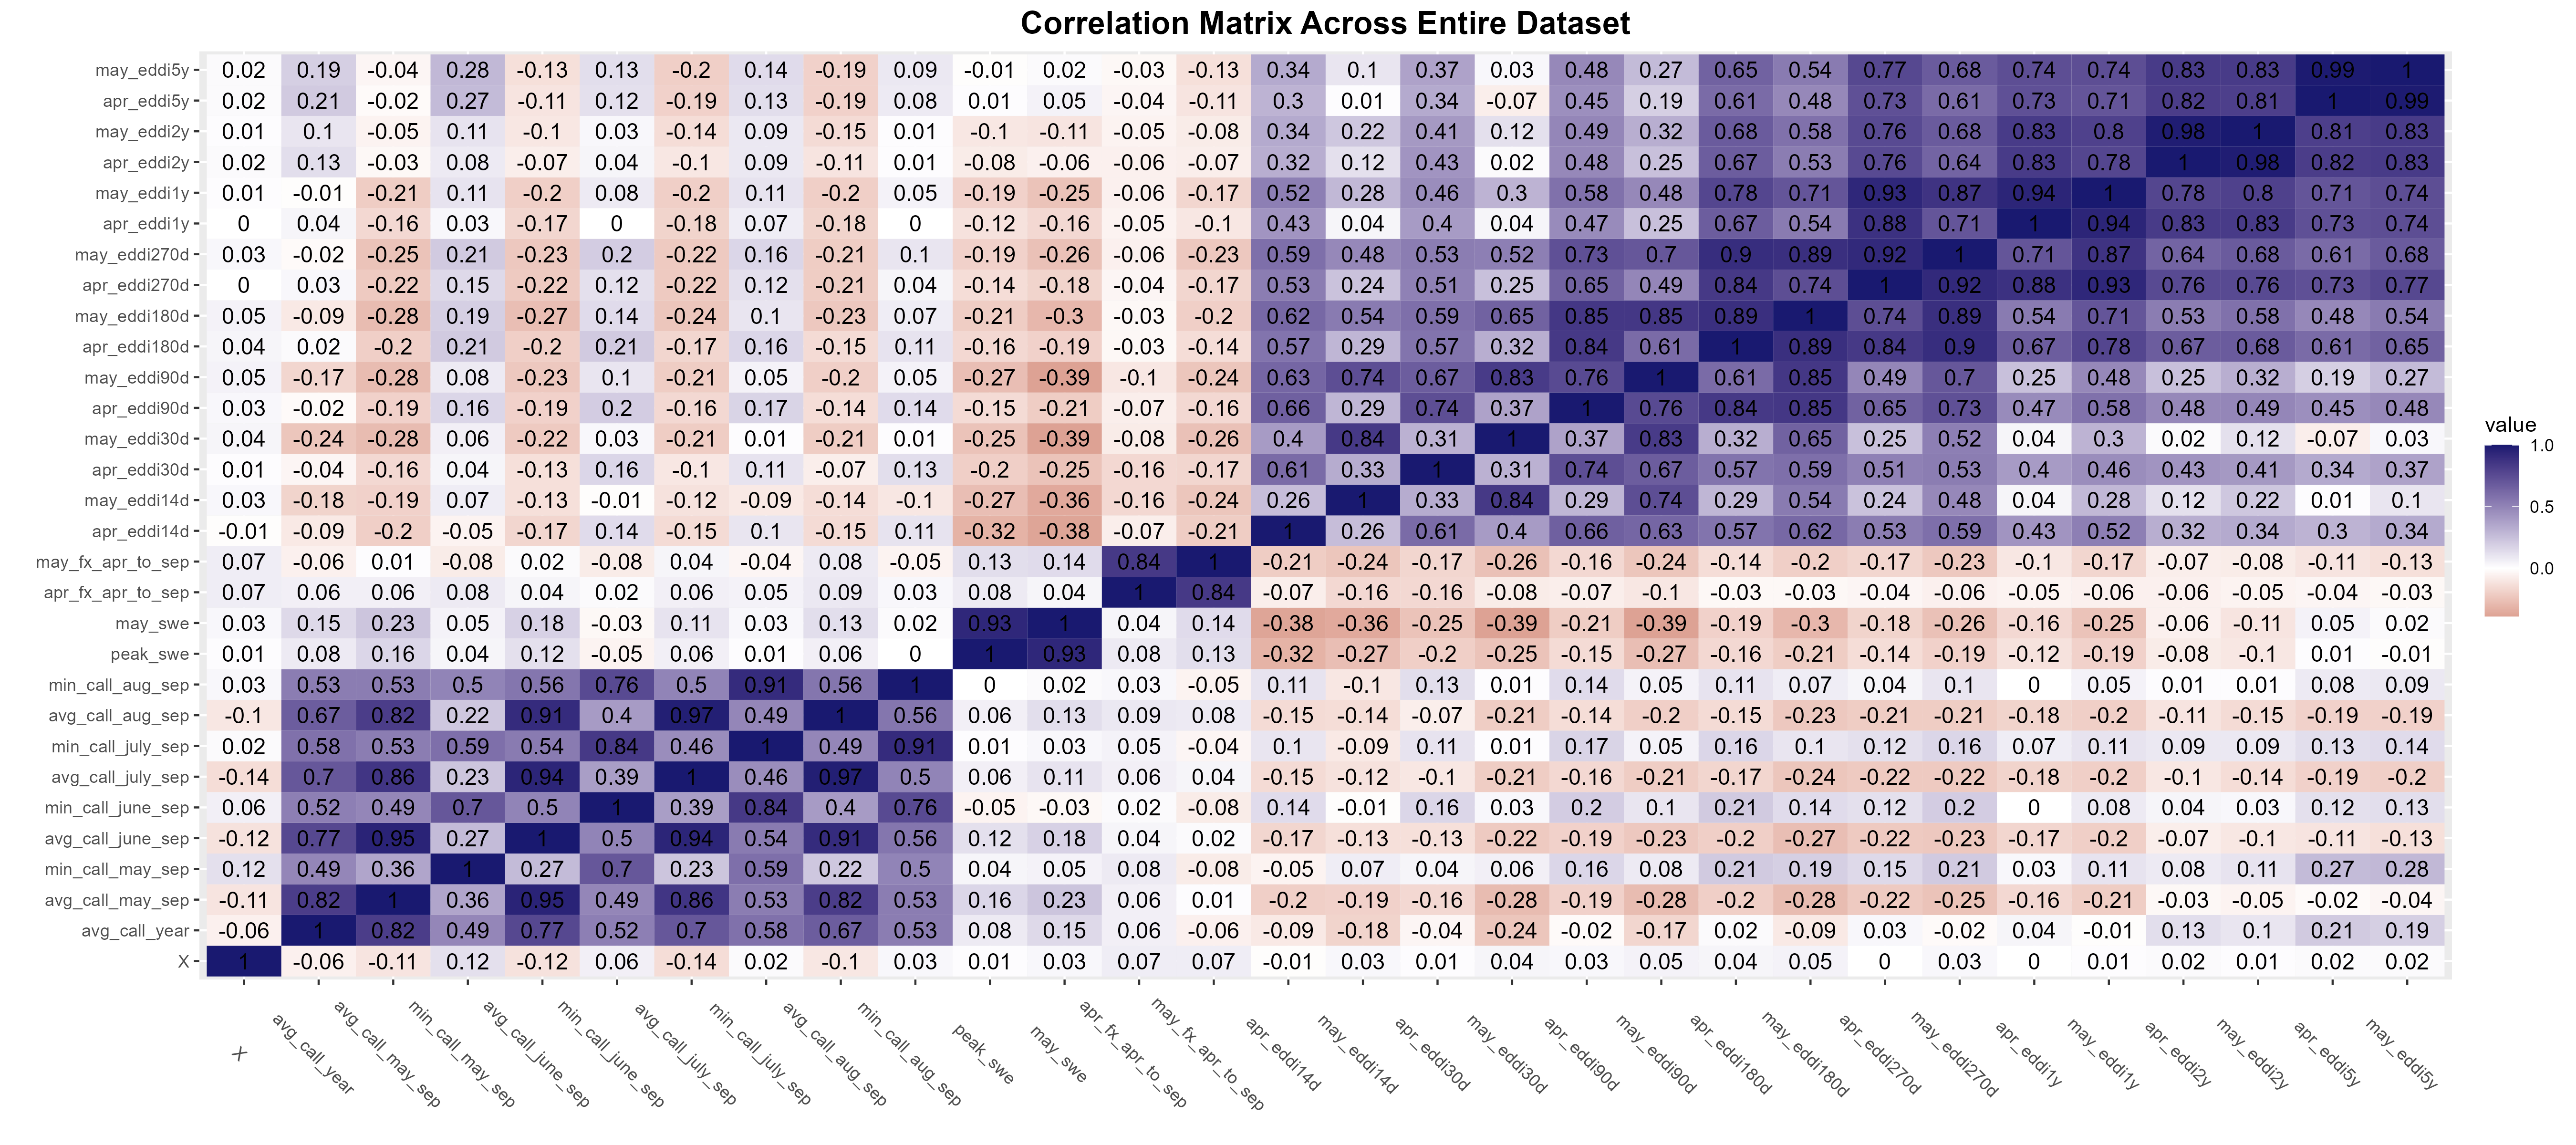 Correlation Matrix Across Entire Dataset
may_eddi5y 0.02 0.19 -0.04 0.28 -0.13 0.13 -0.2 0.14 -0.19 0.09 -0.01 0.02 -0.03 -0.13 0.34 0.1 0.37 0.03 0.48 0.27 0.65 0.54 0.77 0.68 0.74 0.74 0.83 0.83 0.99 1
apr_eddi5y 0.02 0.21 -0.02 0.27 -0.11 0.12 -0.19 0.13 -0.19 0.08 0.01 0.05 -0.04 -0.11 0.3 0.01 0.34 -0.07 0.45 0.19 0.61 0.48 0.73 0.61 0.73 0.71 0.82 0.81 1 0.99
may_eddi2y 0.01 0.1 -0.05 0.11 -0.1 0.03 -0.14 0.09 -0.15 0.01 -0.1 -0.11 -0.05 -0.08 0.34 0.22 0.41 0.12 0.49 0.32 0.68 0.58 0.76 0.68 0.83 0.8 0.98 1 0.81 0.83
apr_eddi2y 0.02 0.13 -0.03 0.08 -0.07 0.04 -0.1 0.09 -0.11 0.01 -0.08 -0.06 -0.06 -0.07 0.32 0.12 0.43 0.02 0.48 0.25 0.67 0.53 0.76 0.64 0.83 0.78 1 0.98 0.82 0.83
may_eddi1y 0.01 -0.01 -0.21 0.11 -0.2 0.08 -0.2 0.11 -0.2 0.05 -0.19 -0.25 -0.06 -0.17 0.52 0.28 0.46 0.3 0.58 0.48 0.78 0.71 0.93 0.87 0.94 1 0.78 0.8 0.71 0.74
apr_eddi1y 0 0.04 -0.16 0.03 -0.17 0 -0.18 0.07 -0.18 0 -0.12 -0.16 -0.05 -0.1 0.43 0.04 0.4 0.04 0.47 0.25 0.67 0.54 0.88 0.71 1 0.94 0.83 0.83 0.73 0.74
may_eddi270d 0.03 -0.02 -0.25 0.21 -0.23 0.2 -0.22 0.16 -0.21 0.1 -0.19 -0.26 -0.06 -0.23 0.59 0.48 0.53 0.52 0.73 0.7 0.9 0.89 0.92 1 0.71 0.87 0.64 0.68 0.61 0.68
apr_eddi270d 0 0.03 -0.22 0.15 -0.22 0.12 -0.22 0.12 -0.21 0.04 -0.14 -0.18 -0.04 -0.17 0.53 0.24 0.51 0.25 0.65 0.49 0.84 0.74 1 0.92 0.88 0.93 0.76 0.76 0.73 0.77
may_eddi180d 0.05 -0.09 -0.28 0.19 -0.27 0.14 -0.24 0.1 -0.23 0.07 -0.21 -0.3 -0.03 -0.2 0.62 0.54 0.59 0.65 0.85 0.85 0.89 1 0.74 0.89 0.54 0.71 0.53 0.58 0.48 0.54
apr_eddi180d 0.04 0.02 -0.2 0.21 -0.2 0.21 -0.17 0.16 -0.15 0.11 -0.16 -0.19 -0.03 -0.14 0.57 0.29 0.57 0.32 0.84 0.61 1 0.89 0.84 0.9 0.67 0.78 0.67 0.68 0.61 0.65
may_eddi90d 0.05 -0.17 -0.28 0.08 -0.23 0.1 -0.21 0.05 -0.2 0.05 -0.27 -0.39 -0.1 -0.24 0.63 0.74 0.67 0.83 0.76 1 0.61 0.85 0.49 0.7 0.25 0.48 0.25 0.32 0.19 0.27
apr_eddi90d 0.03 -0.02 -0.19 0.16 -0.19 0.2 -0.16 0.17 -0.14 0.14 -0.15 -0.21 -0.07 -0.16 0.66 0.29 0.74 0.37 1 0.76 0.84 0.85 0.65 0.73 0.47 0.58 0.48 0.49 0.45 0.48
may_eddi30d 0.04 -0.24 -0.28 0.06 -0.22 0.03 -0.21 0.01 -0.21 0.01 -0.25 -0.39 -0.08 -0.26 0.4 0.84 0.31 1 0.37 0.83 0.32 0.65 0.25 0.52 0.04 0.3 0.02 0.12 -0.07 0.03
apr_eddi30d 0.01 -0.04 -0.16 0.04 -0.13 0.16 -0.1 0.11 -0.07 0.13 -0.2 -0.25 -0.16 -0.17 0.61 0.33 1 0.31 0.74 0.67 0.57 0.59 0.51 0.53 0.4 0.46 0.43 0.41 0.34 0.37
may_eddi14d 0.03 -0.18 -0.19 0.07 -0.13 -0.01 -0.12 -0.09 -0.14 -0.1 -0.27 -0.36 -0.16 -0.24 0.26 1 0.33 0.84 0.29 0.74 0.29 0.54 0.24 0.48 0.04 0.28 0.12 0.22 0.01 0.1
apr_eddi14d -0.01 -0.09 -0.2 -0.05 -0.17 0.14 -0.15 0.1 -0.15 0.11 -0.32 -0.38 -0.07 -0.21 1 0.26 0.61 0.4 0.66 0.63 0.57 0.62 0.53 0.59 0.43 0.52 0.32 0.34 0.3 0.34
may_fx_apr_to_sep 0.07 -0.06 0.01 -0.08 0.02 -0.08 0.04 -0.04 0.08 -0.05 0.13 0.14 0.84 1 -0.21 -0.24 -0.17 -0.26 -0.16 -0.24 -0.14 -0.2 -0.17 -0.23 -0.1 -0.17 -0.07 -0.08 -0.11 -0.13
apr_fx_apr_to_sep 0.07 0.06 0.06 0.08 0.04 0.02 0.06 0.05 0.09 0.03 0.08 0.04 1 0.84 -0.07 -0.16 -0.16 -0.08 -0.07 -0.1 -0.03 -0.03 -0.04 -0.06 -0.05 -0.06 -0.06 -0.05 -0.04 -0.03
may_swe 0.03 0.15 0.23 0.05 0.18 -0.03 0.11 0.03 0.13 0.02 0.93 1 0.04 0.14 -0.38 -0.36 -0.25 -0.39 -0.21 -0.39 -0.19 -0.3 -0.18 -0.26 -0.16 -0.25 -0.06 -0.11 0.05 0.02
peak_swe 0.01 0.08 0.16 0.04 0.12 -0.05 0.06 0.01 0.06 0 1 0.93 0.08 0.13 -0.32 -0.27 -0.2 -0.25 -0.15 -0.27 -0.16 -0.21 -0.14 -0.19 -0.12 -0.19 -0.08 -0.1 0.01 -0.01
min_call_aug_sep 0.03 0.53 0.53 0.5 0.56 0.76 0.5 0.91 0.56 1 0 0.02 0.03 -0.05 0.11 -0.1 0.13 0.01 0.14 0.05 0.11 0.07 0.04 0.1 0 0.05 0.01 0.01 0.08 0.09
avg_call_aug_sep -0.1 0.67 0.82 0.22 0.91 0.4 0.97 0.49 1 0.56 0.06 0.13 0.09 0.08 -0.15 -0.14 -0.07 -0.21 -0.14 -0.2 -0.15 -0.23 -0.21 -0.21 -0.18 -0.2 -0.11 -0.15 -0.19 -0.19
min_call_july_sep 0.02 0.58 0.53 0.59 0.54 0.84 0.46 1 0.49 0.91 0.01 0.03 0.05 -0.04 0.1 -0.09 0.11 0.01 0.17 0.05 0.16 0.1 0.12 0.16 0.07 0.11 0.09 0.09 0.13 0.14
avg_call_july_sep -0.14 0.7 0.86 0.23 0.94 0.39 1 0.46 0.97 0.5 0.06 0.11 0.06 0.04 -0.15 -0.12 -0.1 -0.21 -0.16 -0.21 -0.17 -0.24 -0.22 -0.22 -0.18 -0.2 -0.1 -0.14 -0.19 -0.2
min_call_june_sep 0.06 0.52 0.49 0.7 0.5 1 0.39 0.84 0.4 0.76 -0.05 -0.03 0.02 -0.08 0.14 -0.01 0.16 0.03 0.2 0.1 0.21 0.14 0.12 0.2 0 0.08 0.04 0.03 0.12 0.13
avg_call_june_sep -0.12 0.77 0.95 0.27 1 0.5 0.94 0.54 0.91 0.56 0.12 0.18 0.04 0.02 -0.17 -0.13 -0.13 -0.22 -0.19 -0.23 -0.2 -0.27 -0.22 -0.23 -0.17 -0.2 -0.07 -0.1 -0.11 -0.13
min_call_may_sep 0.12 0.49 0.36 1 0.27 0.7 0.23 0.59 0.22 0.5 0.04 0.05 0.08 -0.08 -0.05 0.07 0.04 0.06 0.16 0.08 0.21 0.19 0.15 0.21 0.03 0.11 0.08 0.11 0.27 0.28
avg_call_may_sep -0.11 0.82 1 0.36 0.95 0.49 0.86 0.53 0.82 0.53 0.16 0.23 0.06 0.01 -0.2 -0.19 -0.16 -0.28 -0.19 -0.28 -0.2 -0.28 -0.22 -0.25 -0.16 -0.21 -0.03 -0.05 -0.02 -0.04
avg_call_year -0.06 1 0.82 0.49 0.77 0.52 0.7 0.58 0.67 0.53 0.08 0.15 0.06 -0.06 -0.09 -0.18 -0.04 -0.24 -0.02 -0.17 0.02 -0.09 0.03 -0.02 0.04 -0.01 0.13 0.1 0.21 0.19
X 1 -0.06 -0.11 0.12 -0.12 0.06 -0.14 0.02 -0.1 0.03 0.01 0.03 0.07 0.07 -0.01 0.03 0.01 0.04 0.03 0.05 0.04 0.05 0 0.03 0 0.01 0.02 0.01 0.02 0.02
X avg_call_year avg_call_may_sep min_call_may_sep avg_call_june_sep min_call_june_sep avg_call_july_sep min_call_july_sep avg_call_aug_sep min_call_aug_sep peak_swe may_swe apr_fx_apr_to_sep may_fx_apr_to_sep apr_eddi14d may_eddi14d apr_eddi30d may_eddi30d apr_eddi90d may_eddi90d apr_eddi180d may_eddi180d apr_eddi270d may_eddi270d apr_eddi1y may_eddi1y apr_eddi2y may_eddi2y apr_eddi5y may_eddi5y
value
1.0
0.5
0.0